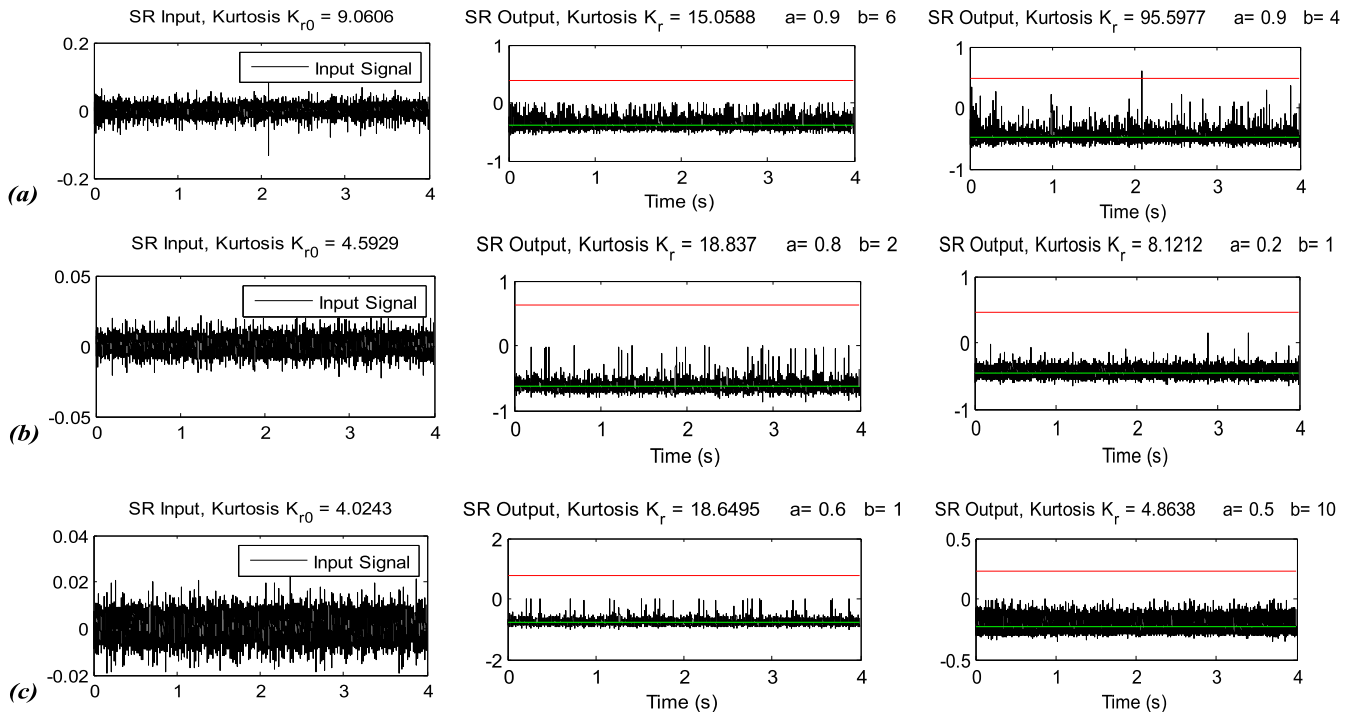 SR Input, Kurtosis K_r0 = 9.0606
SR Output, Kurtosis K_r = 15.0588 a= 0.9 b= 6
SR Output, Kurtosis K_r = 95.5977 a= 0.9 b= 4
0.2
0
-0.2
Input Signal
0 1 2 3 4
1
0
-1
0 1 2 3 4
Time (s)
1
0
-1
0 1 2 3 4
Time (s)
(a)
SR Input, Kurtosis K_r0 = 4.5929
SR Output, Kurtosis K_r = 18.837 a= 0.8 b= 2
SR Output, Kurtosis K_r = 8.1212 a= 0.2 b= 1
0.05
0
-0.05
Input Signal
0 1 2 3 4
1
0
-1
0 1 2 3 4
Time (s)
1
0
-1
0 1 2 3 4
Time (s)
(b)
SR Input, Kurtosis K_r0 = 4.0243
SR Output, Kurtosis K_r = 18.6495 a= 0.6 b= 1
SR Output, Kurtosis K_r = 4.8638 a= 0.5 b= 10
0.04
0.02
0
-0.02
Input Signal
0 1 2 3 4
2
0
-2
0 1 2 3 4
Time (s)
0.5
0
-0.5
0 1 2 3 4
Time (s)
(c)